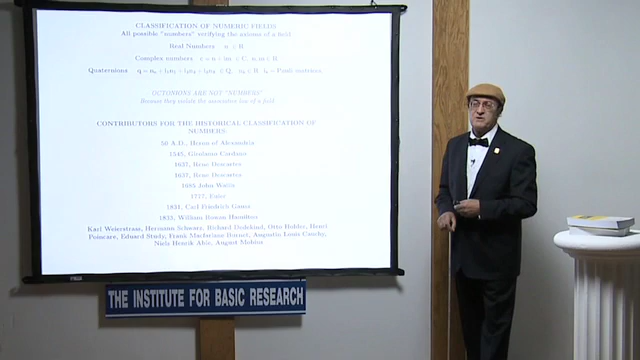 CLASSIFICATION OF NUMERIC FIELDS
All possible "numbers" verifying the axioms of a field
Real Numbers n ∈ R
Complex numbers
Quaternions
OCTONIONS ARE NOT "NUMBERS"
Because they violate the associative law of a field
CONTRIBUTORS FOR THE HISTORICAL CLASSIFICATION OF
NUMBERS
50 A.D., Heron of Alexandria
1545, Girolamo Cardano
1637, Rene Descartes
1637, Rene Descartes
1685 John Wallis
1777, Euler
1831, Carl Friedrich Gauss
1833, William Rowan Hamilton
Karl Weierstrass, Hermann Schwarz, Richard Dedekind, Otto Holder, Henri
Poincare, Eduard Study, Frank Macfarlane Burnet, Augustin Louis Cauchy,
Niels Henrik Able, August Mobius
THE INSTITUTE FOR BASIC RESEARCH